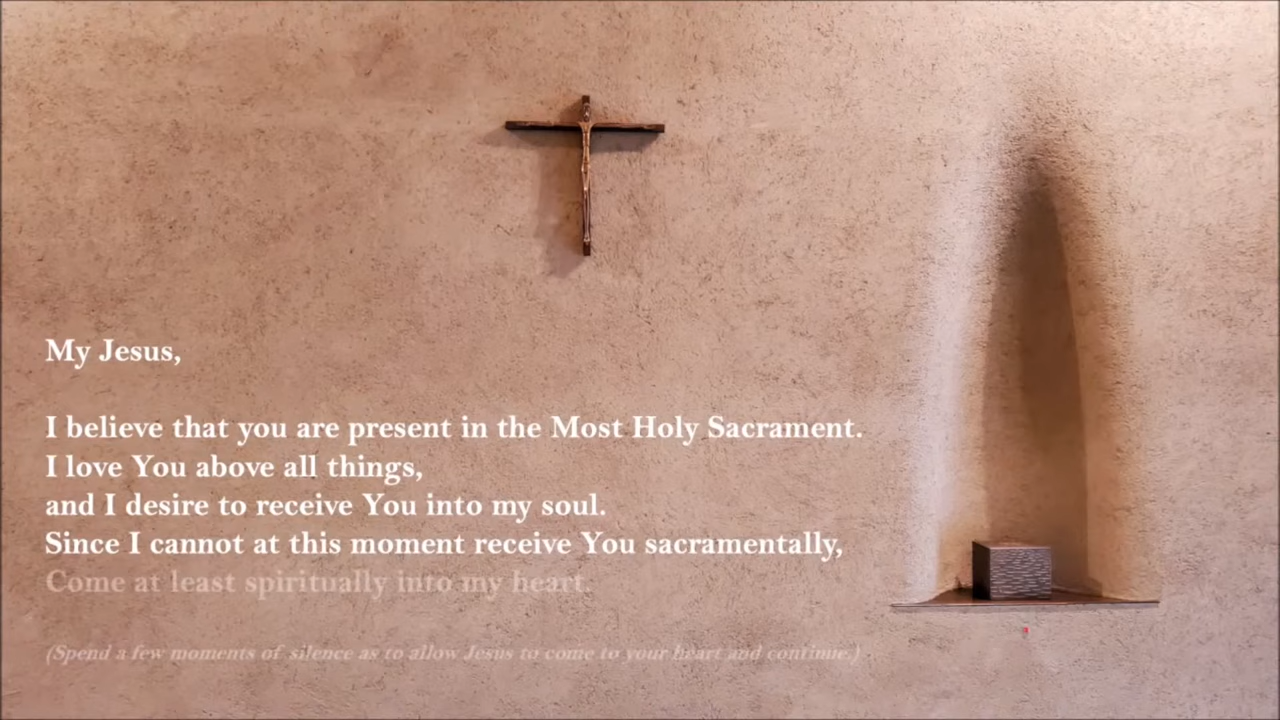 My Jesus,
I believe that you are present in the Most Holy Sacrament.
I love You above all things,
and I desire to receive You into my soul.
Since I cannot at this moment receive You sacramentally,
Come at least spiritually into my heart.
(Spend a few moments of silence as to allow Jesus to come to your heart and continue.)